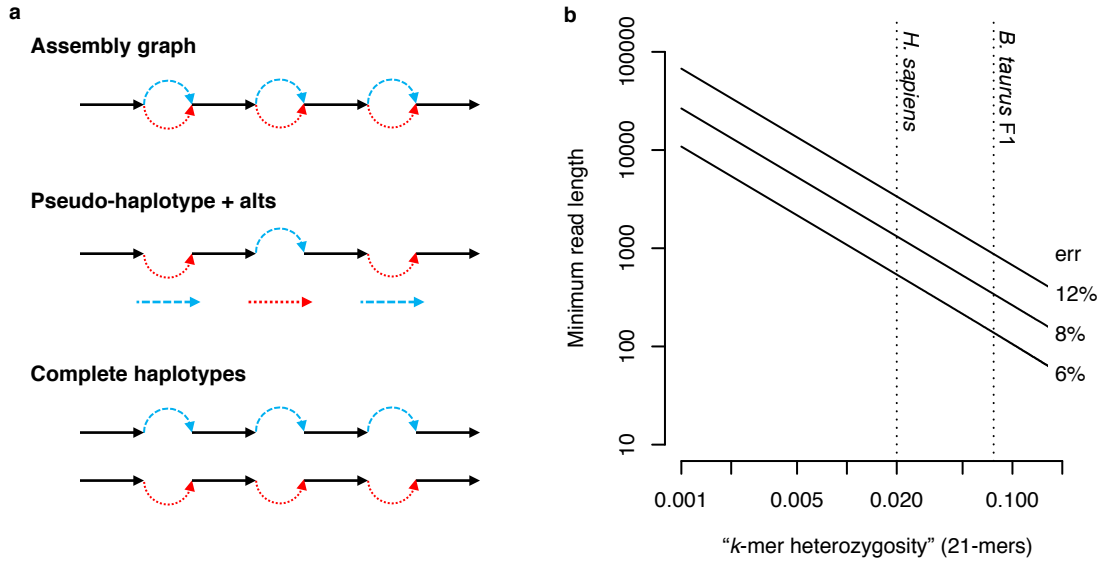 a
Assembly graph
Pseudo-haplotype + alts
Complete haplotypes
b
Minimum read length
100000
10000
1000
100
10
H. sapiens
B. taurus F1
err
12%
8%
6%
0.001
0.005
0.020
0.100
“k-mer heterozygosity” (21-mers)